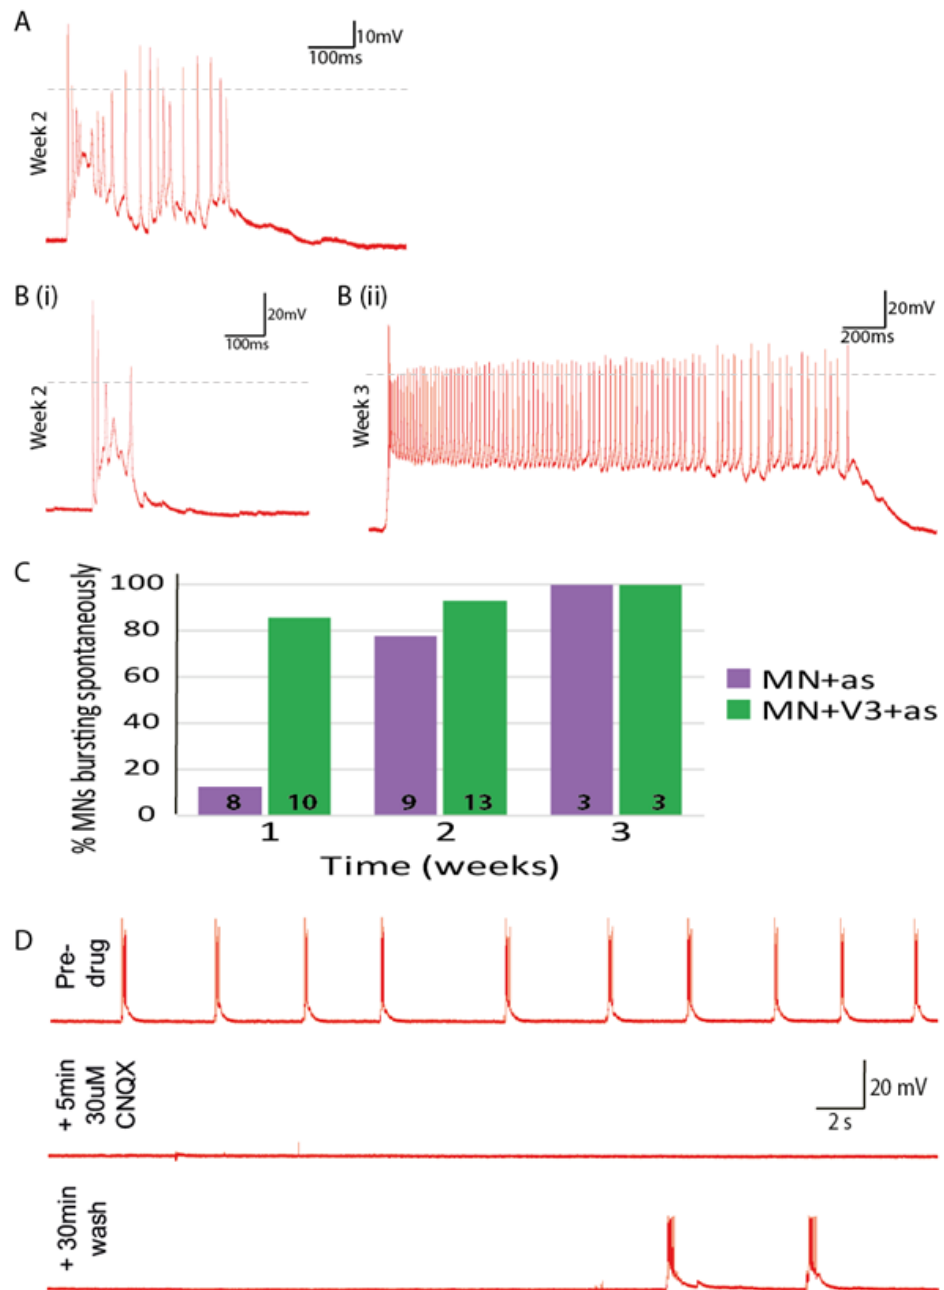 A
10mV
100ms
Week 2
B (i)
20mV
100ms
Week 2
B (ii)
20mV
200ms
Week 3
C
% MNs bursting spontaneously
100
80
60
40
20
0
8
10
9
13
3
3
1
2
3
Time (weeks)
MN+as
MN+V3+as
D
Pre-
drug
+ 5min
30uM
CNQX
20 mV
2 s
+ 30min
wash